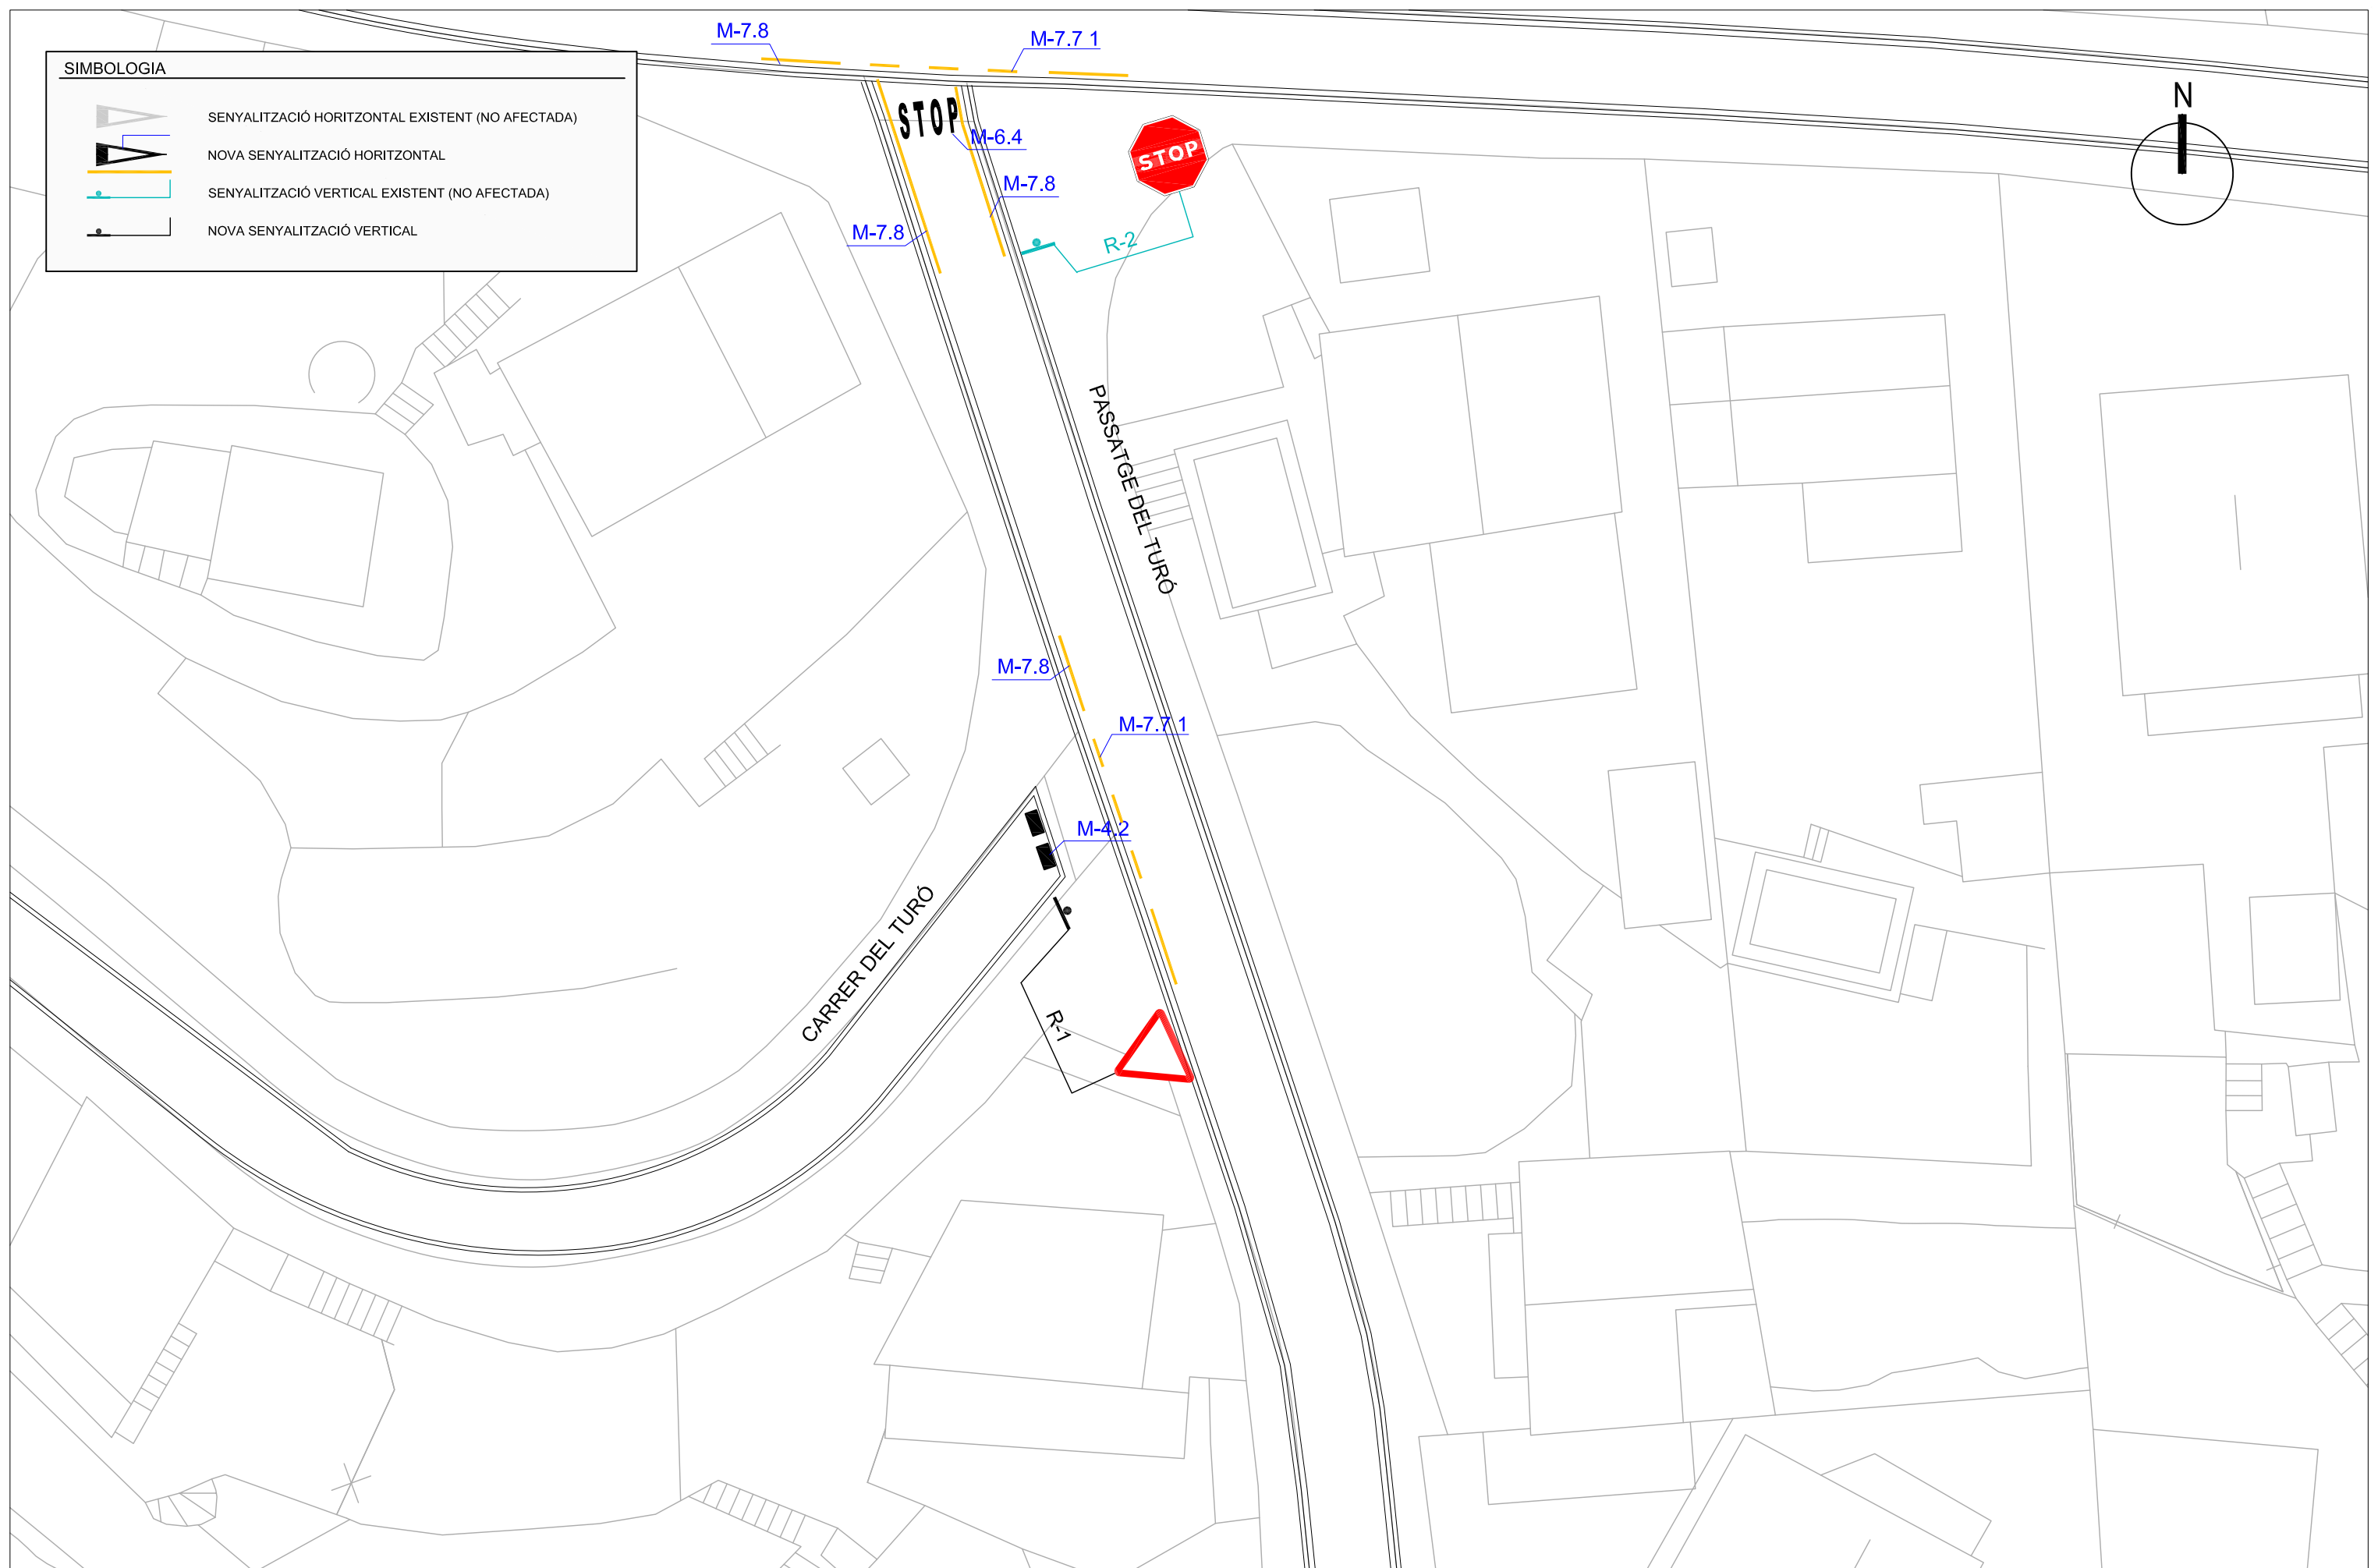 SIMBOLOGIA
SENYALITZACIÓ HORITZONTAL EXISTENT (NO AFECTADA)
NOVA SENYALITZACIÓ HORITZONTAL
SENYALITZACIÓ VERTICAL EXISTENT (NO AFECTADA)
NOVA SENYALITZACIÓ VERTICAL
M-7.8
M-7.7 1
N
STOP
M-6.4
STOP
M-7.8
M-7.8
R-2
PASSATGE DEL TURÓ
M-7.8
M-7.7 1
M-4.2
CARRER DEL TURÓ
R-1